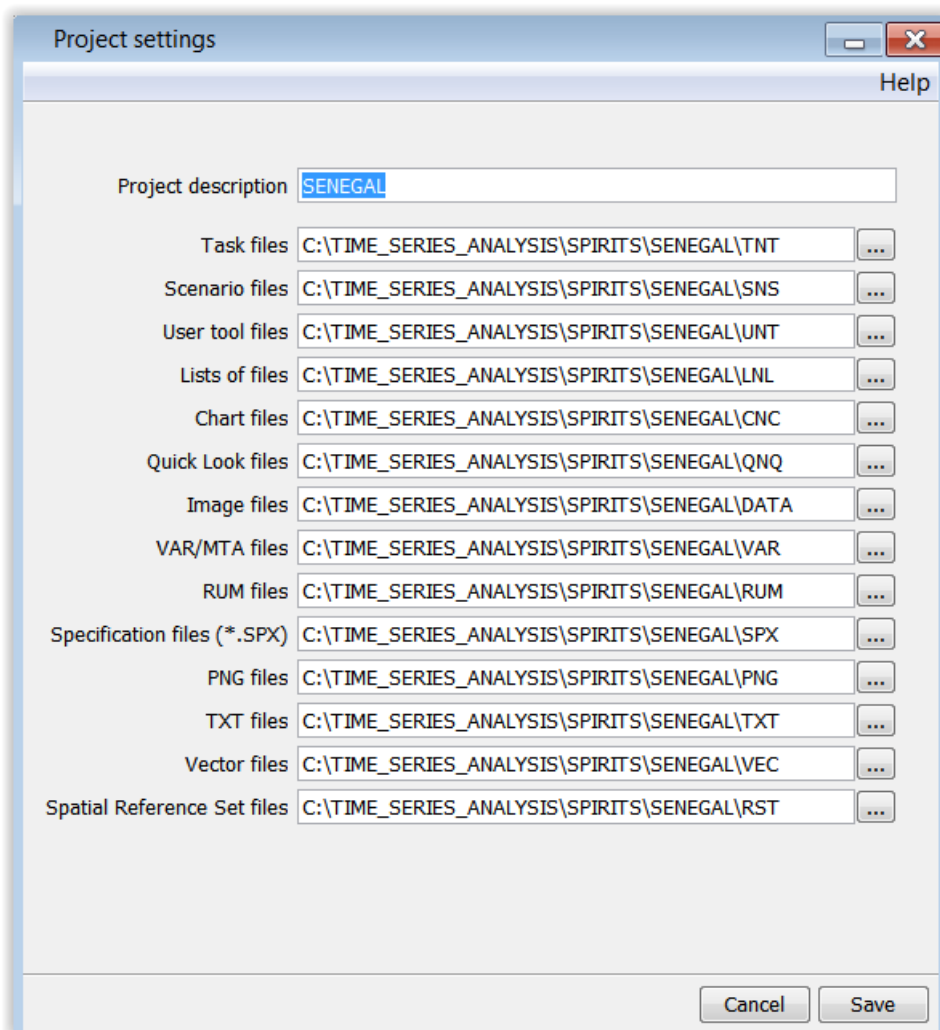 Project settings
Help
Project description SENEGAL
Task files C:\TIME_SERIES_ANALYSIS\SPIRITS\SENEGAL\TNT ...
Scenario files C:\TIME_SERIES_ANALYSIS\SPIRITS\SENEGAL\SNS ...
User tool files C:\TIME_SERIES_ANALYSIS\SPIRITS\SENEGAL\UNT ...
Lists of files C:\TIME_SERIES_ANALYSIS\SPIRITS\SENEGAL\LNL ...
Chart files C:\TIME_SERIES_ANALYSIS\SPIRITS\SENEGAL\CNC ...
Quick Look files C:\TIME_SERIES_ANALYSIS\SPIRITS\SENEGAL\QNQ ...
Image files C:\TIME_SERIES_ANALYSIS\SPIRITS\SENEGAL\DATA ...
VAR/MTA files C:\TIME_SERIES_ANALYSIS\SPIRITS\SENEGAL\VAR ...
RUM files C:\TIME_SERIES_ANALYSIS\SPIRITS\SENEGAL\RUM ...
Specification files (*.SPX) C:\TIME_SERIES_ANALYSIS\SPIRITS\SENEGAL\SPX ...
PNG files C:\TIME_SERIES_ANALYSIS\SPIRITS\SENEGAL\PNG ...
TXT files C:\TIME_SERIES_ANALYSIS\SPIRITS\SENEGAL\TXT ...
Vector files C:\TIME_SERIES_ANALYSIS\SPIRITS\SENEGAL\VEC ...
Spatial Reference Set files C:\TIME_SERIES_ANALYSIS\SPIRITS\SENEGAL\RST ...
Cancel Save